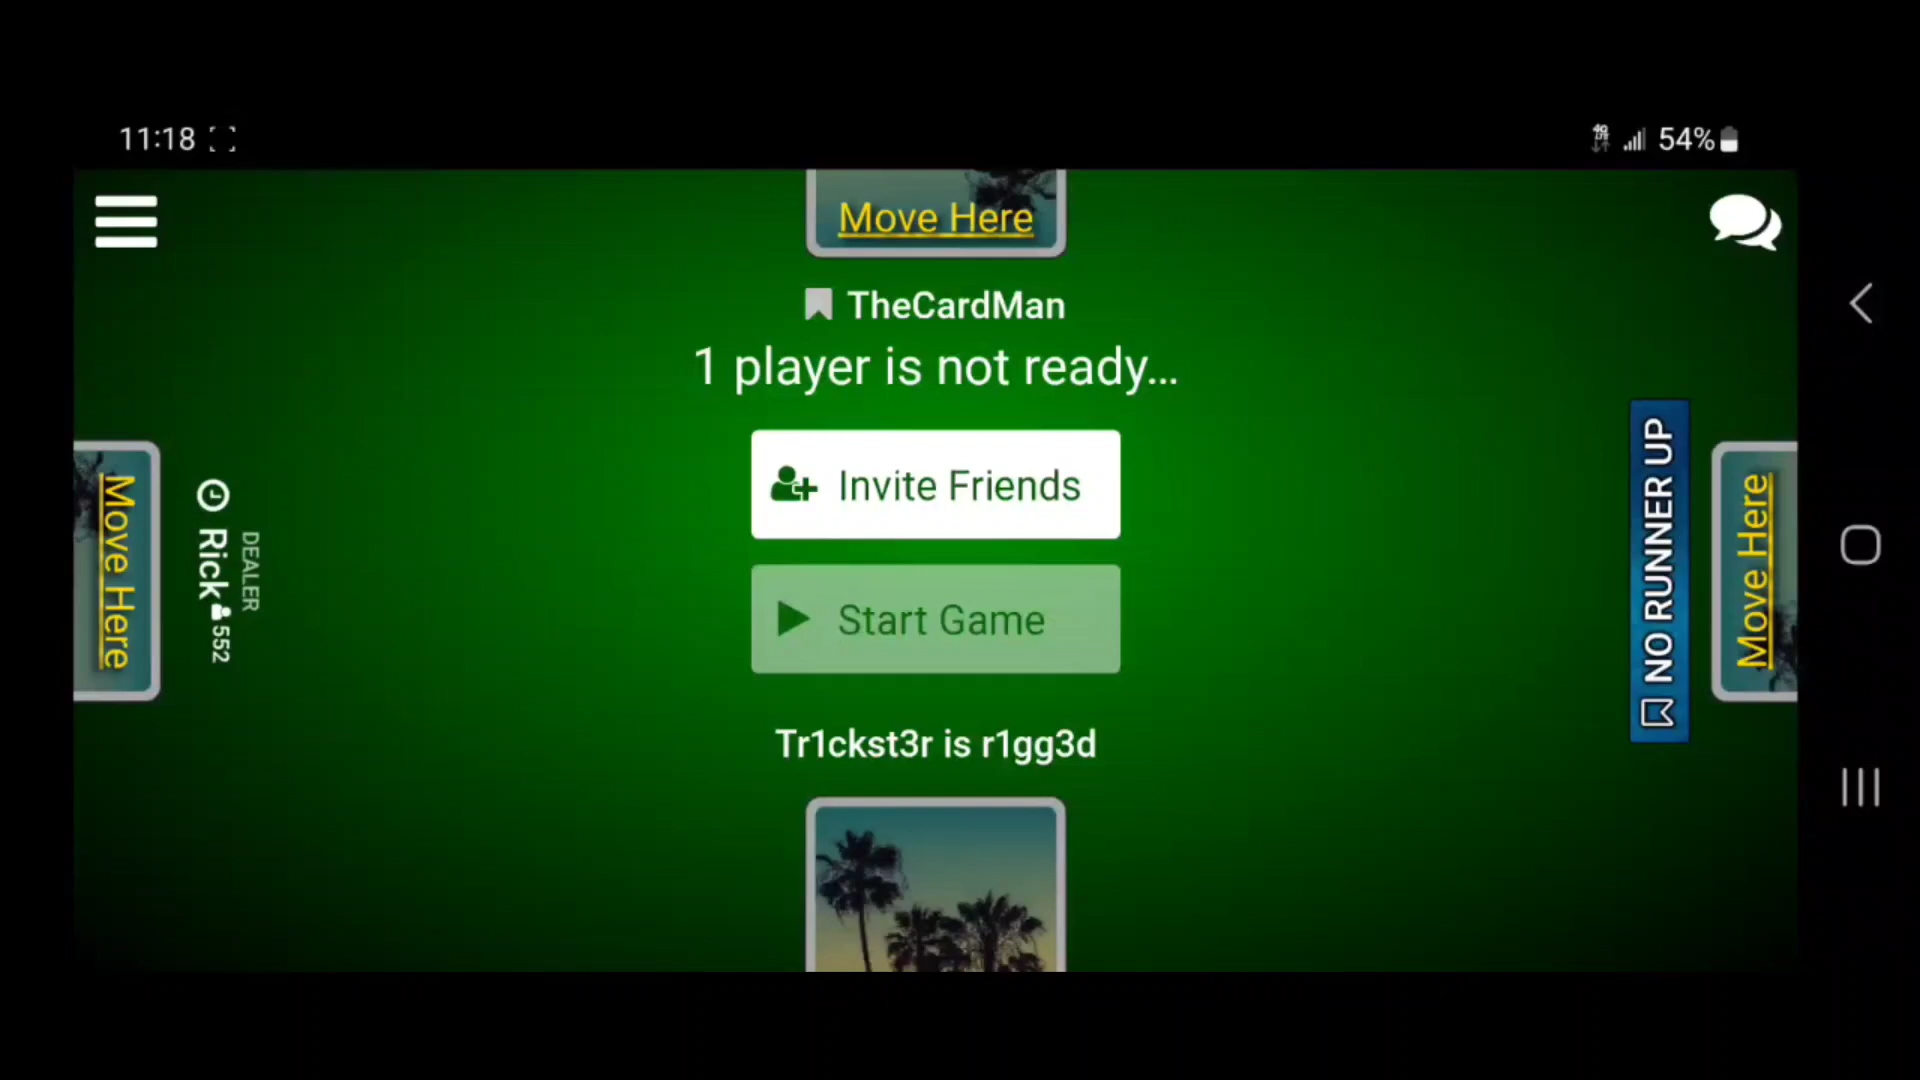 11:18
4G
54%
Move Here
TheCardMan
1 player is not ready...
Invite Friends
Start Game
Tr1ckst3r is r1gg3d
Move Here
Rick 552
DEALER
NO RUNNER UP
Move Here